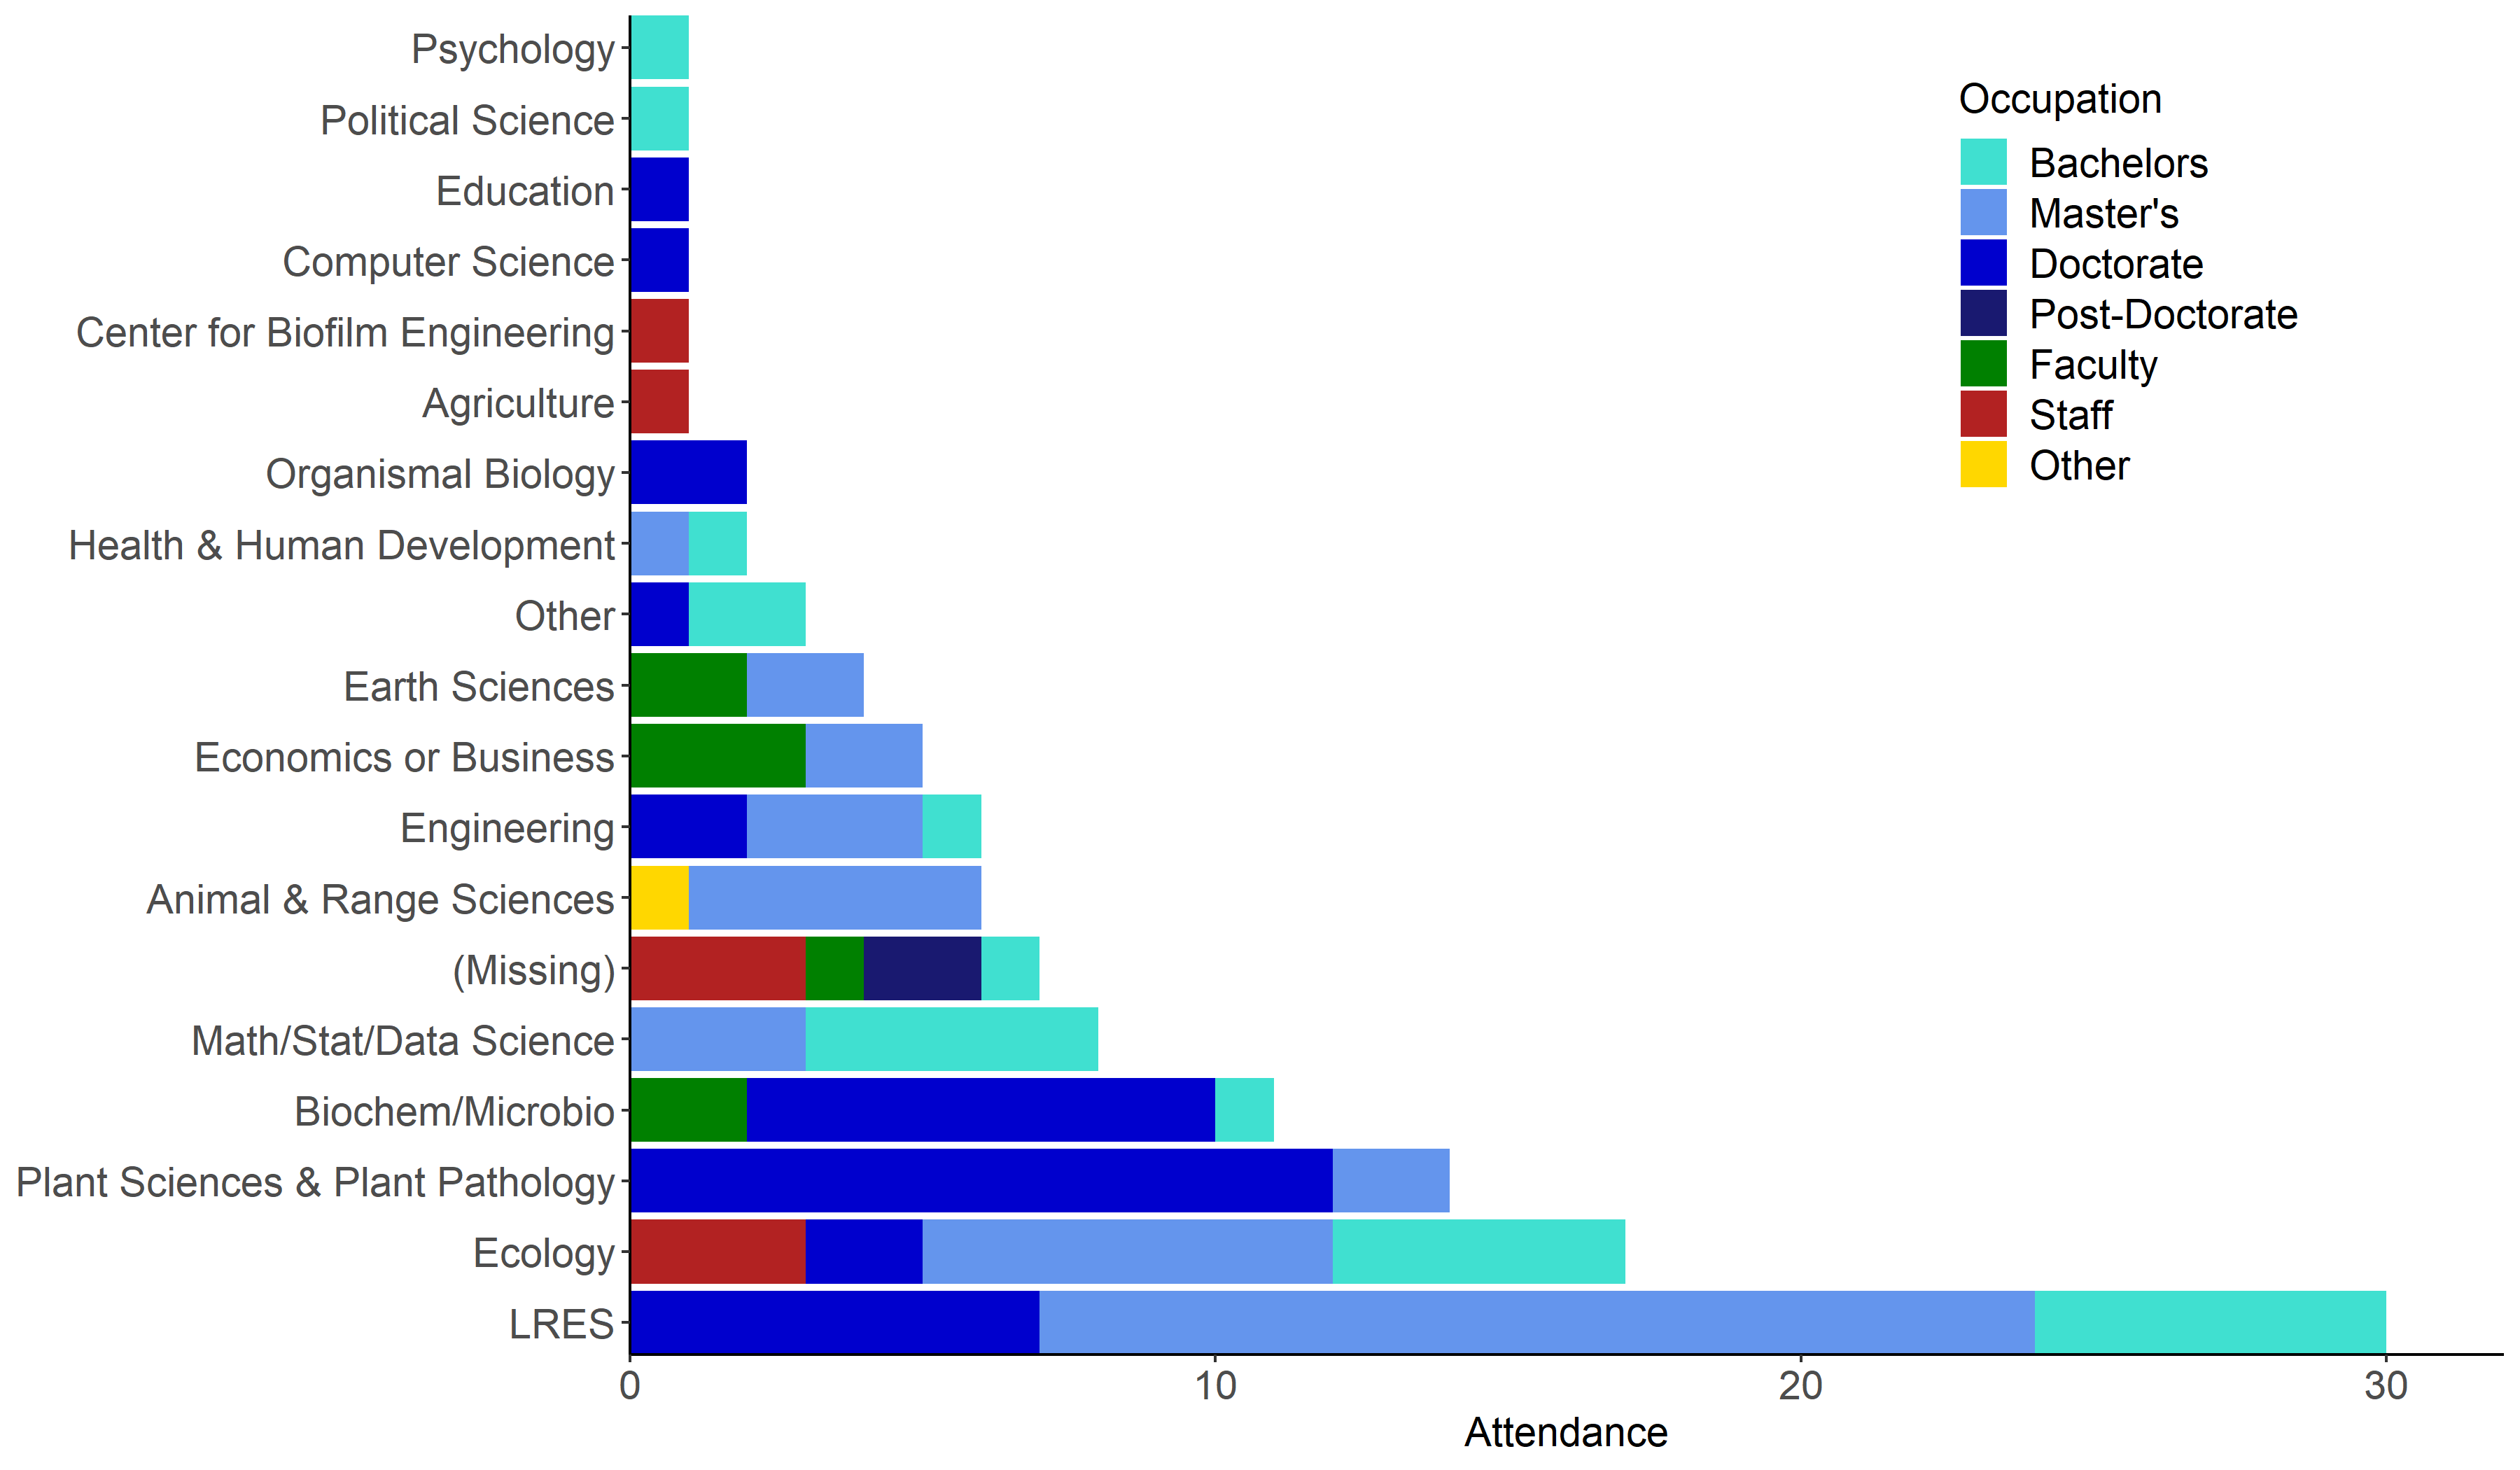 Psychology
Political Science
Education
Computer Science
Center for Biofilm Engineering
Agriculture
Organismal Biology
Health & Human Development
Other
Earth Sciences
Economics or Business
Engineering
Animal & Range Sciences
(Missing)
Math/Stat/Data Science
Biochem/Microbio
Plant Sciences & Plant Pathology
Ecology
LRES
0 10 20 30
Attendance
Occupation
Bachelors
Master's
Doctorate
Post-Doctorate
Faculty
Staff
Other